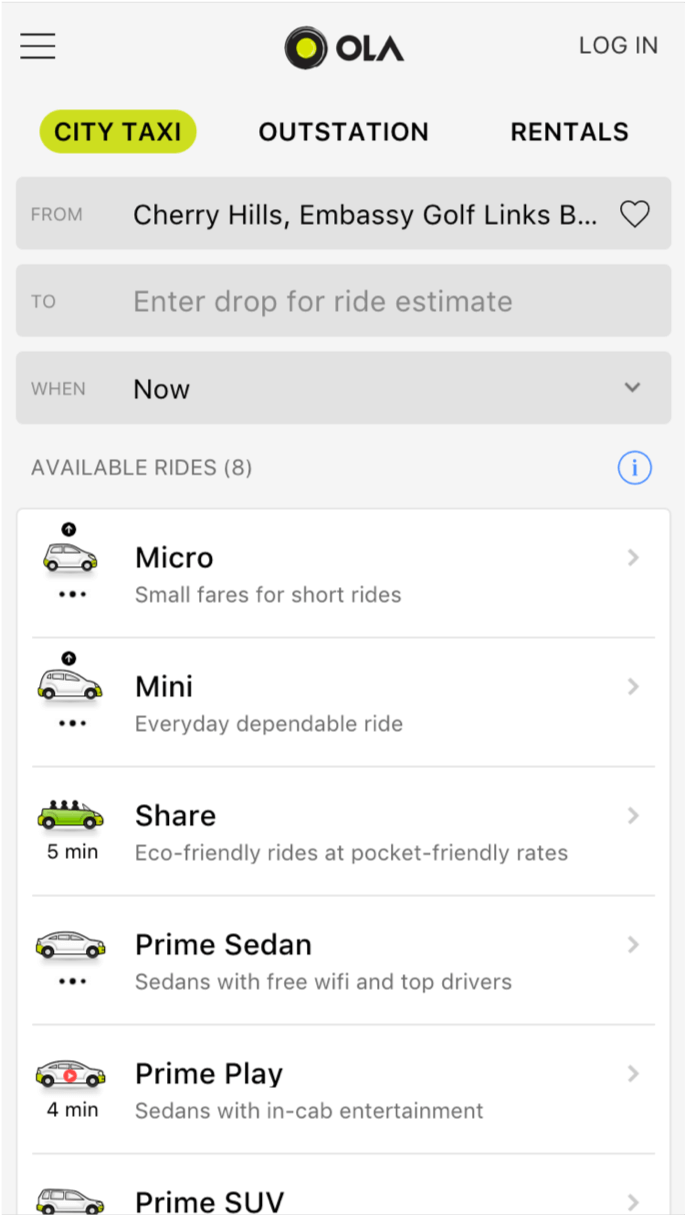 OLA
LOG IN
CITY TAXI OUTSTATION RENTALS
FROM Cherry Hills, Embassy Golf Links B...
TO Enter drop for ride estimate
WHEN Now
AVAILABLE RIDES (8)
i
Micro
... Small fares for short rides
Mini
... Everyday dependable ride
Share
5 min Eco-friendly rides at pocket-friendly rates
Prime Sedan
... Sedans with free wifi and top drivers
Prime Play
4 min Sedans with in-cab entertainment
Prime SUV